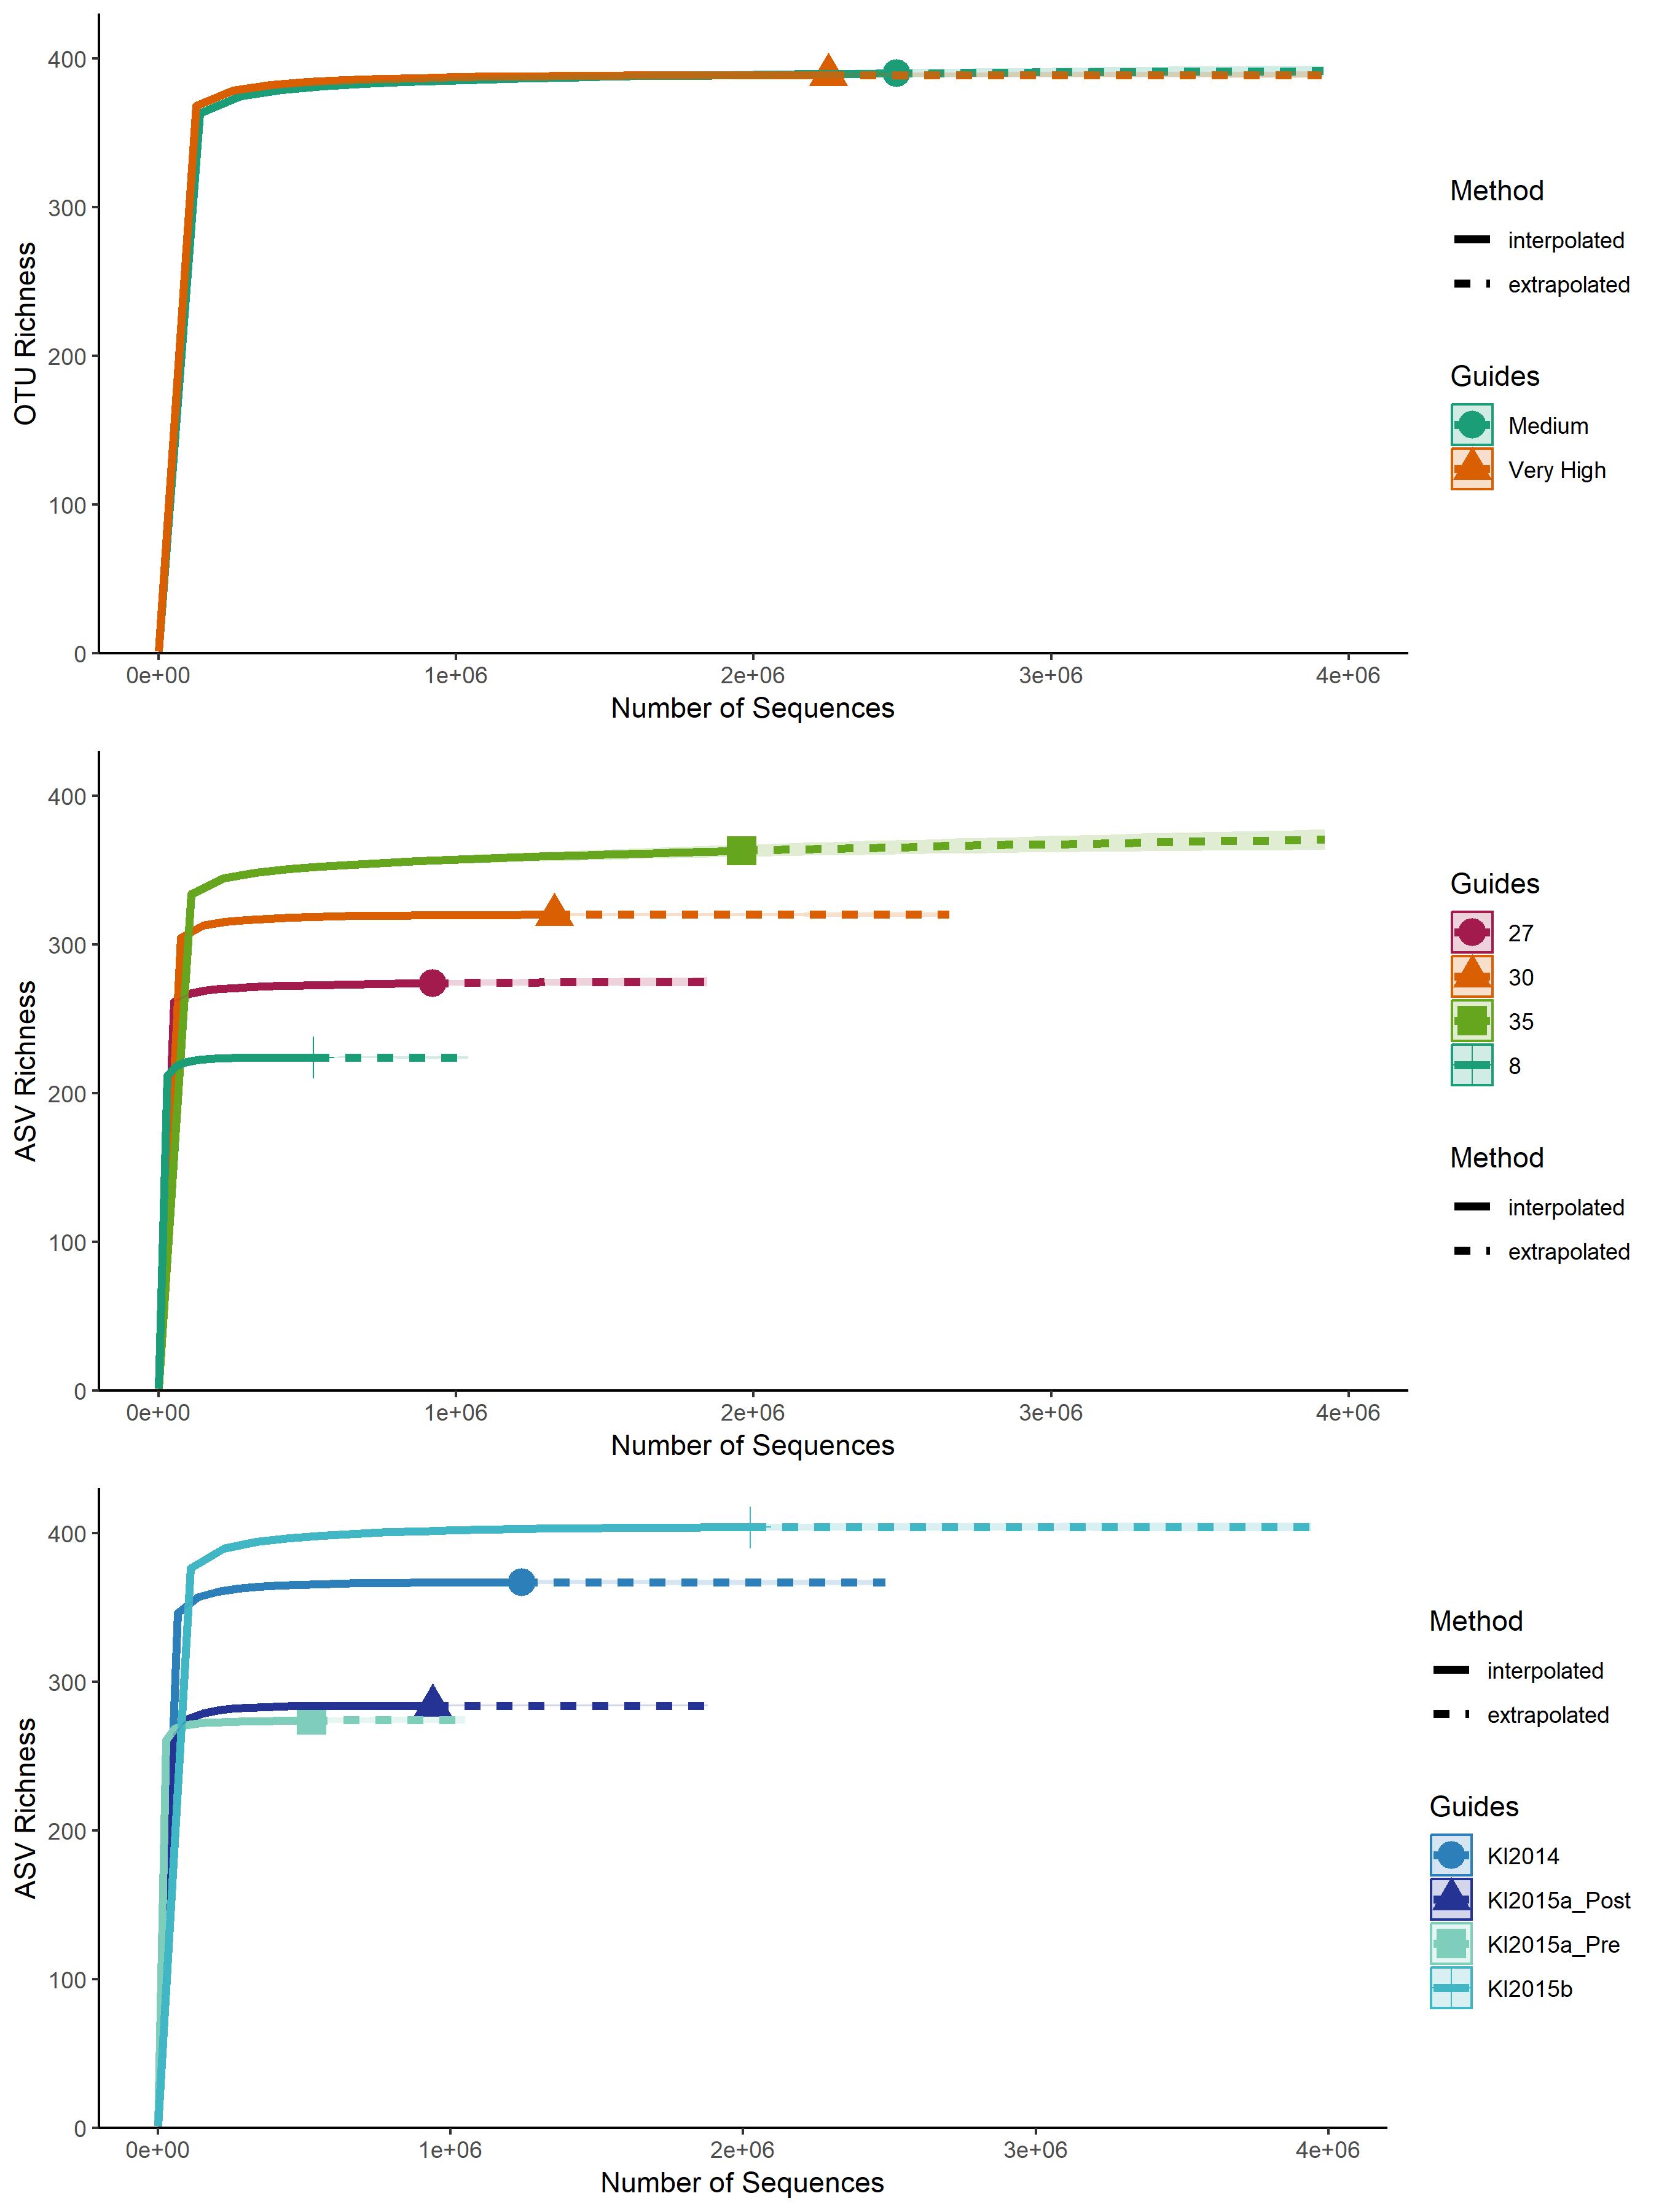 OTU Richness
400
300
200
100
0
0e+00 1e+06 2e+06 3e+06 4e+06
Number of Sequences
Method
interpolated
extrapolated
Guides
Medium
Very High
ASV Richness
400
300
200
100
0
0e+00 1e+06 2e+06 3e+06 4e+06
Number of Sequences
Guides
27
30
35
8
Method
interpolated
extrapolated
ASV Richness
400
300
200
100
0
0e+00 1e+06 2e+06 3e+06 4e+06
Number of Sequences
Method
interpolated
extrapolated
Guides
KI2014
KI2015a_Post
KI2015a_Pre
KI2015b